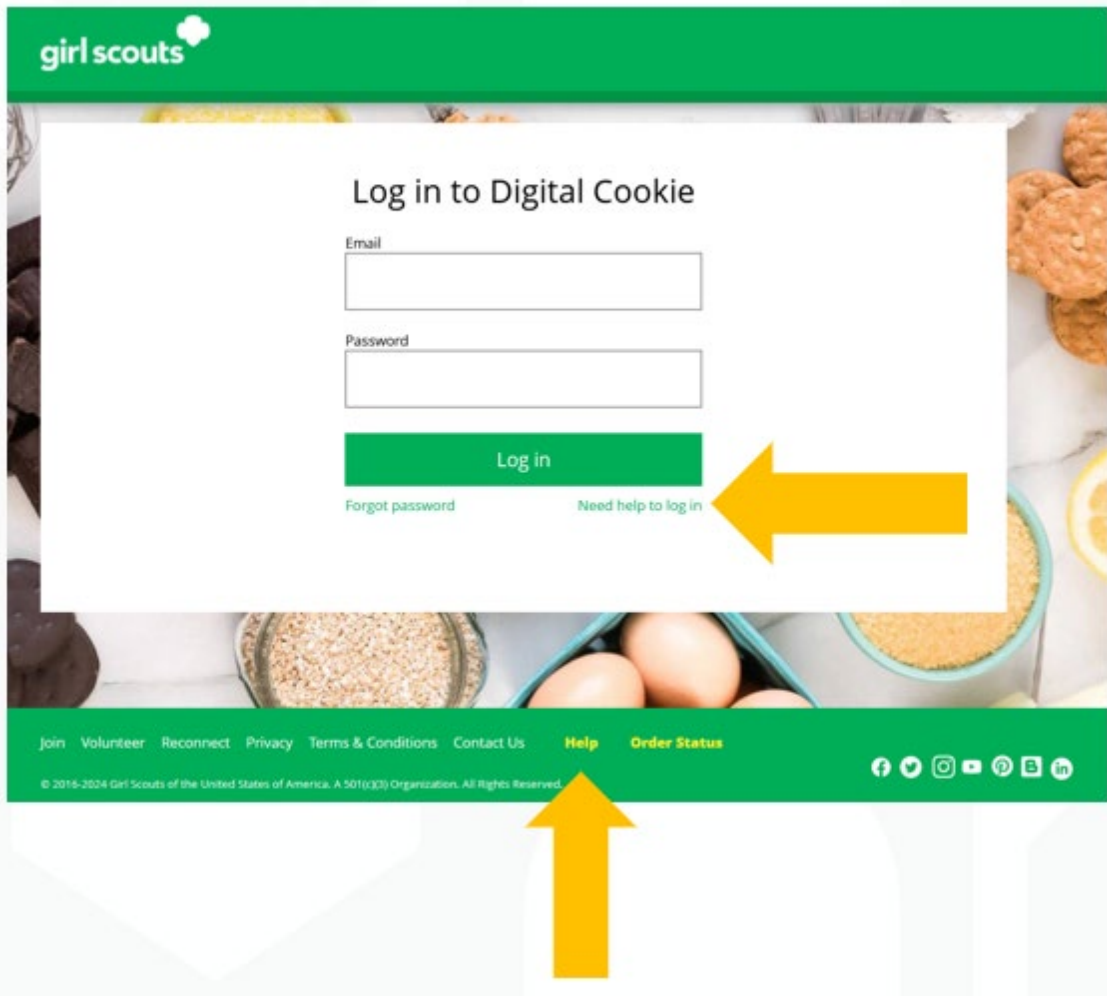 girl scouts
Log in to Digital Cookie
Email
Password
Log in
Forgot password Need help to log in
Join Volunteer Reconnect Privacy Terms & Conditions Contact Us Help Order Status
© 2016-2024 Girl Scouts of the United States of America. A 501(c)(3) Organization. All Rights Reserved.